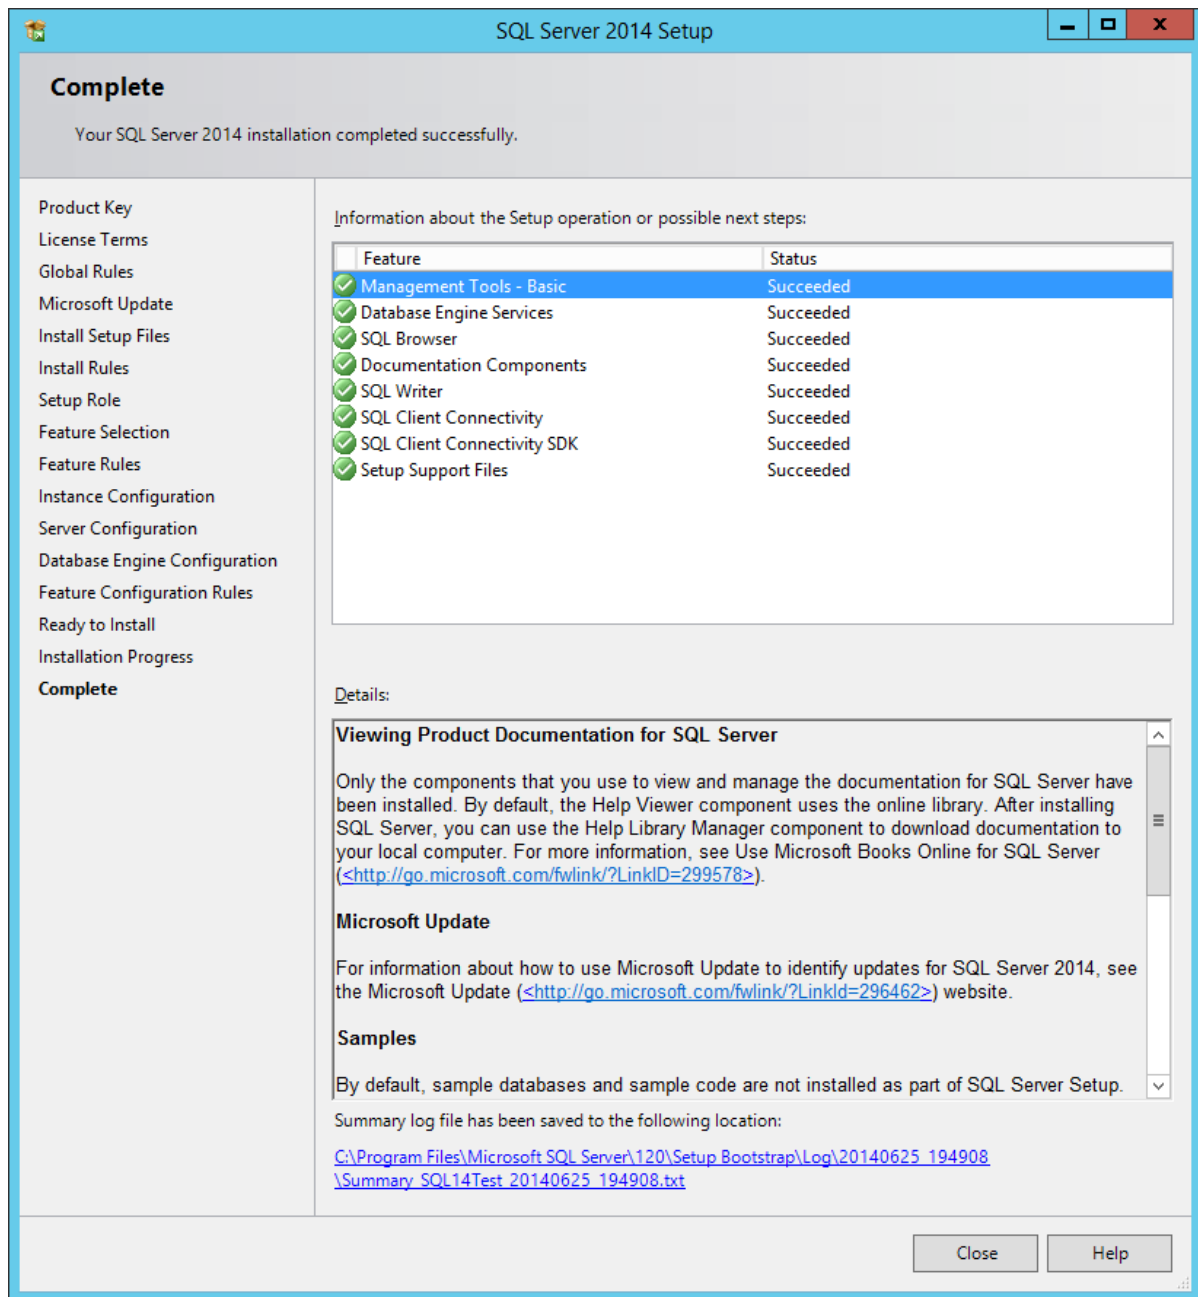 SQL Server 2014 Setup
Complete
Your SQL Server 2014 installation completed successfully.
Product Key
License Terms
Global Rules
Microsoft Update
Install Setup Files
Install Rules
Setup Role
Feature Selection
Feature Rules
Instance Configuration
Server Configuration
Database Engine Configuration
Feature Configuration Rules
Ready to Install
Installation Progress
Complete
Information about the Setup operation or possible next steps:
Feature Status
Management Tools - Basic Succeeded
Database Engine Services Succeeded
SQL Browser Succeeded
Documentation Components Succeeded
SQL Writer Succeeded
SQL Client Connectivity Succeeded
SQL Client Connectivity SDK Succeeded
Setup Support Files Succeeded
Details:
Viewing Product Documentation for SQL Server
Only the components that you use to view and manage the documentation for SQL Server have
been installed. By default, the Help Viewer component uses the online library. After installing
SQL Server, you can use the Help Library Manager component to download documentation to
your local computer. For more information, see Use Microsoft Books Online for SQL Server
(<http://go.microsoft.com/fwlink/?LinkID=299578>).
Microsoft Update
For information about how to use Microsoft Update to identify updates for SQL Server 2014, see
the Microsoft Update (<http://go.microsoft.com/fwlink/?LinkId=296462>) website.
Samples
By default, sample databases and sample code are not installed as part of SQL Server Setup.
Summary log file has been saved to the following location:
C:\Program Files\Microsoft SQL Server\120\Setup Bootstrap\Log\20140625_194908
\Summary_SQL14Test_20140625_194908.txt
Close Help